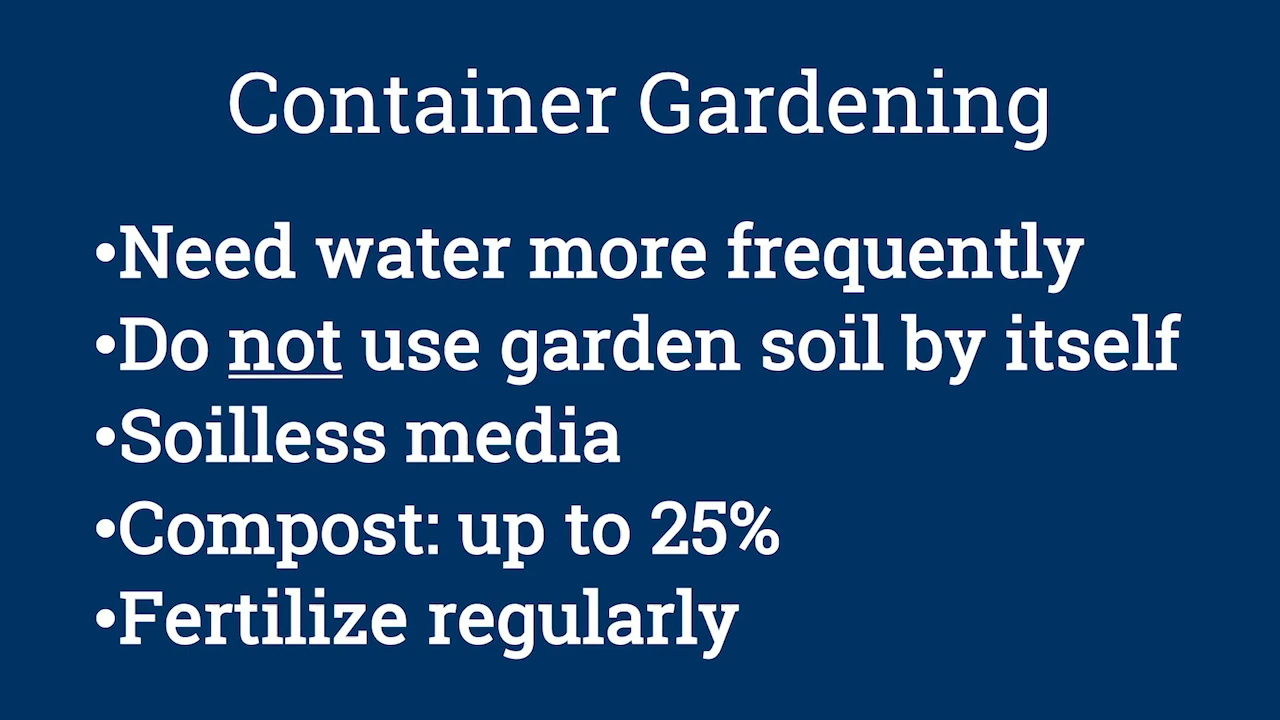 Container Gardening
•Need water more frequently
•Do not use garden soil by itself
•Soilless media
•Compost: up to 25%
•Fertilize regularly